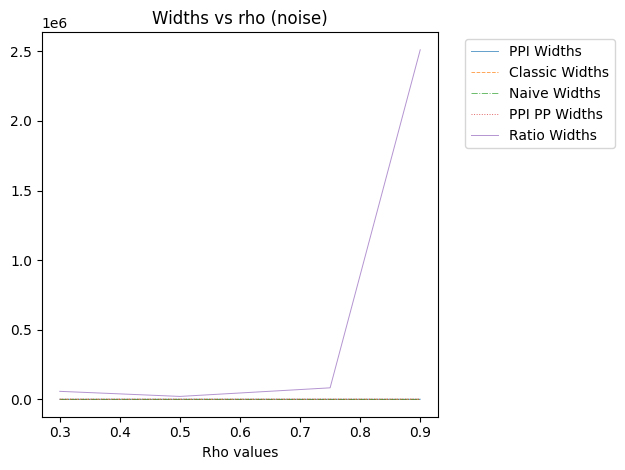 Widths vs rho (noise)
1e6
2.5
2.0
1.5
1.0
0.5
0.0
0.3 0.4 0.5 0.6 0.7 0.8 0.9
Rho values
PPI Widths
Classic Widths
Naive Widths
PPI PP Widths
Ratio Widths